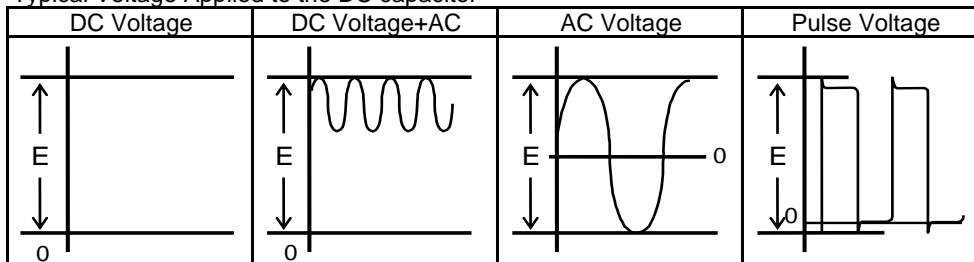 Typical Voltage Applied to the DC capacitor
DC Voltage DC Voltage+AC AC Voltage Pulse Voltage
E E E E
0 0
0 0